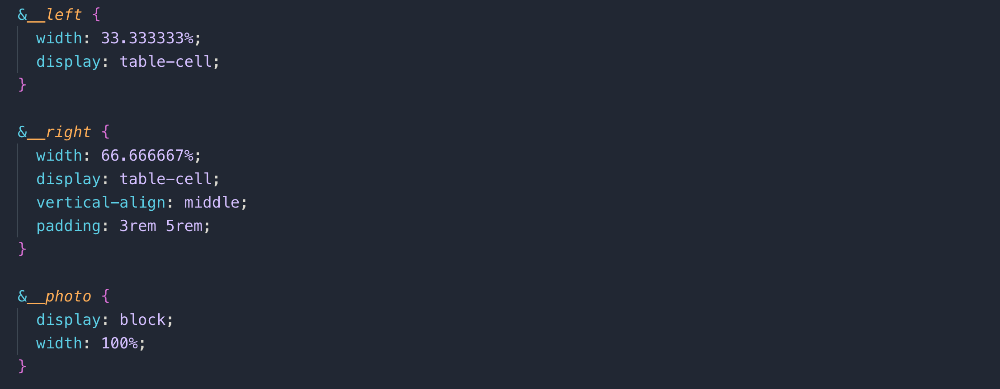 &__left {
  width: 33.333333%;
  display: table-cell;
}

&__right {
  width: 66.666667%;
  display: table-cell;
  vertical-align: middle;
  padding: 3rem 5rem;
}

&__photo {
  display: block;
  width: 100%;
}